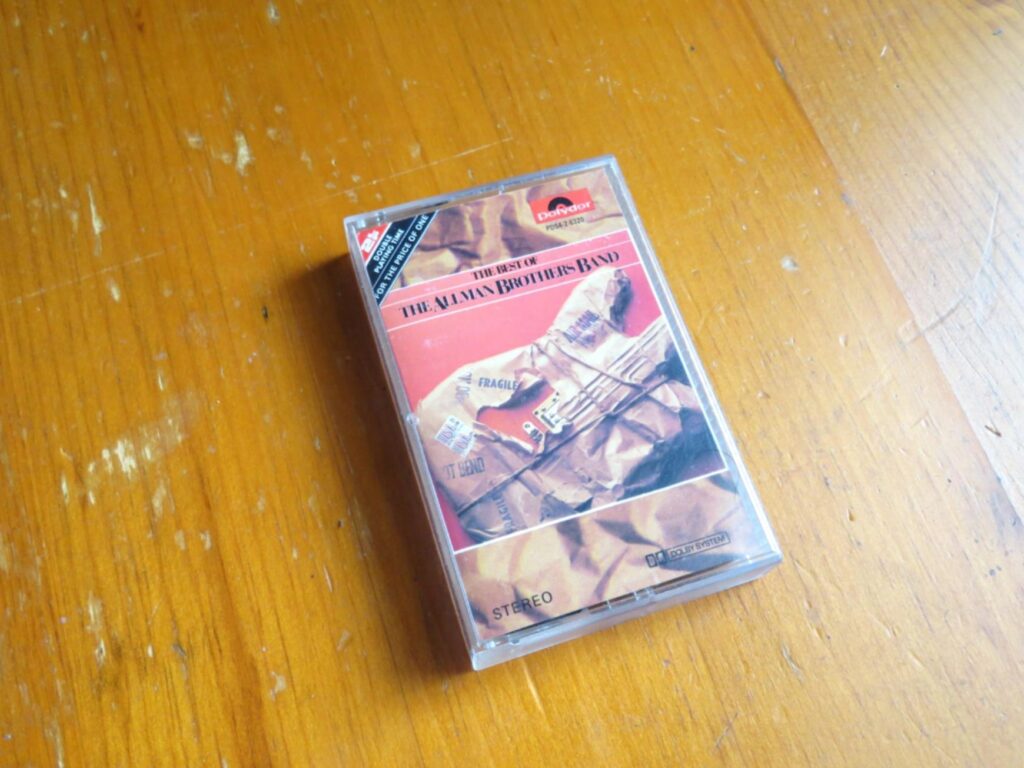 DOUBLE
PLAYING TIME
FOR THE PRICE OF ONE
Polydor
THE BEST OF
THE ALLMAN BROTHERS BAND
FRAGILE
T BEND
DOLBY SYSTEM
STEREO